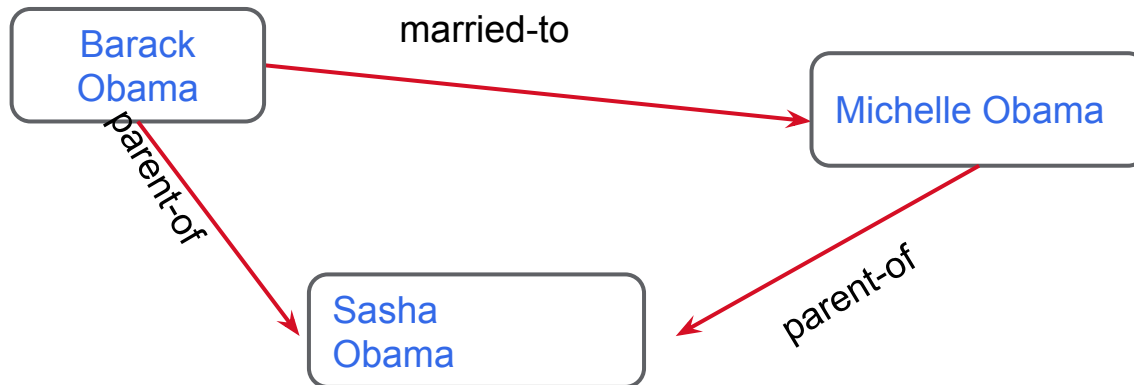 married-to
Barack
Obama
Michelle Obama
parent-of
parent-of
Sasha
Obama